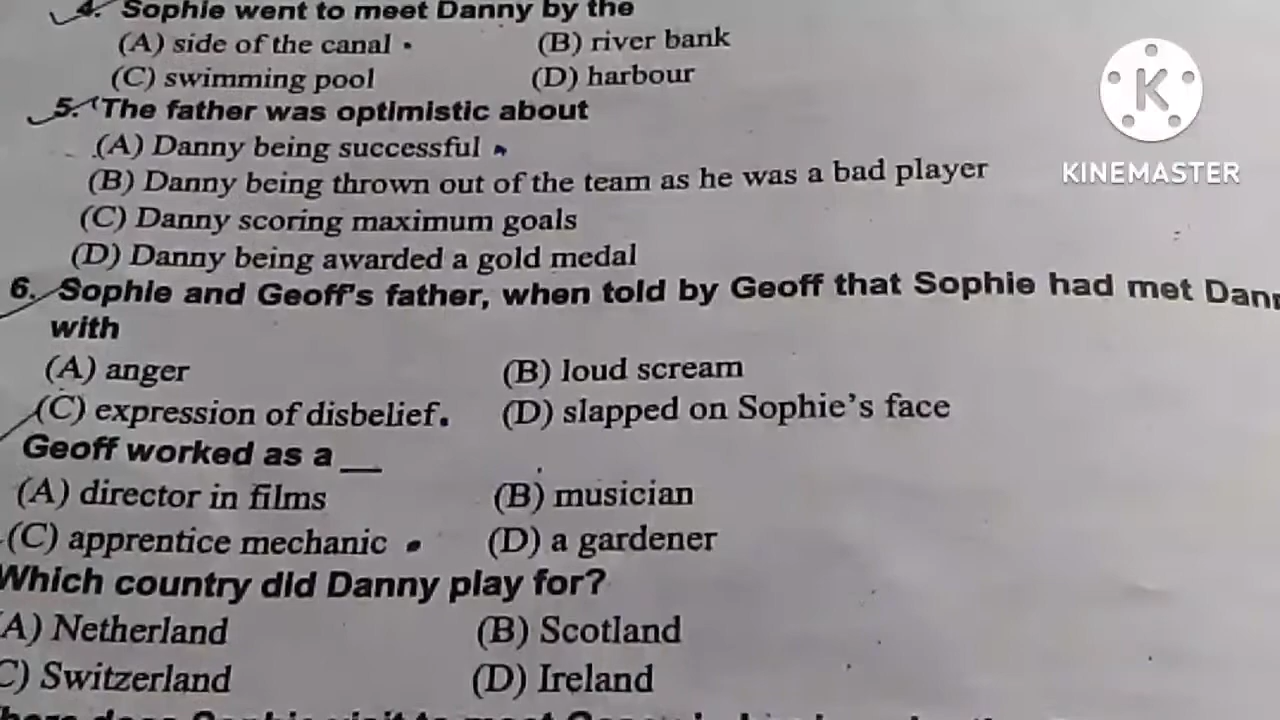 4. Sophie went to meet Danny by the
(A) side of the canal (B) river bank
(C) swimming pool (D) harbour
5. The father was optimistic about
(A) Danny being successful
(B) Danny being thrown out of the team as he was a bad player
(C) Danny scoring maximum goals
(D) Danny being awarded a gold medal
6. Sophie and Geoff's father, when told by Geoff that Sophie had met
with
(A) anger (B) loud scream
(C) expression of disbelief. (D) slapped on Sophie's face
Geoff worked as a __
(A) director in films (B) musician
(C) apprentice mechanic (D) a gardener
Which country did Danny play for?
A) Netherland (B) Scotland
C) Switzerland (D) Ireland
KINEMASTER